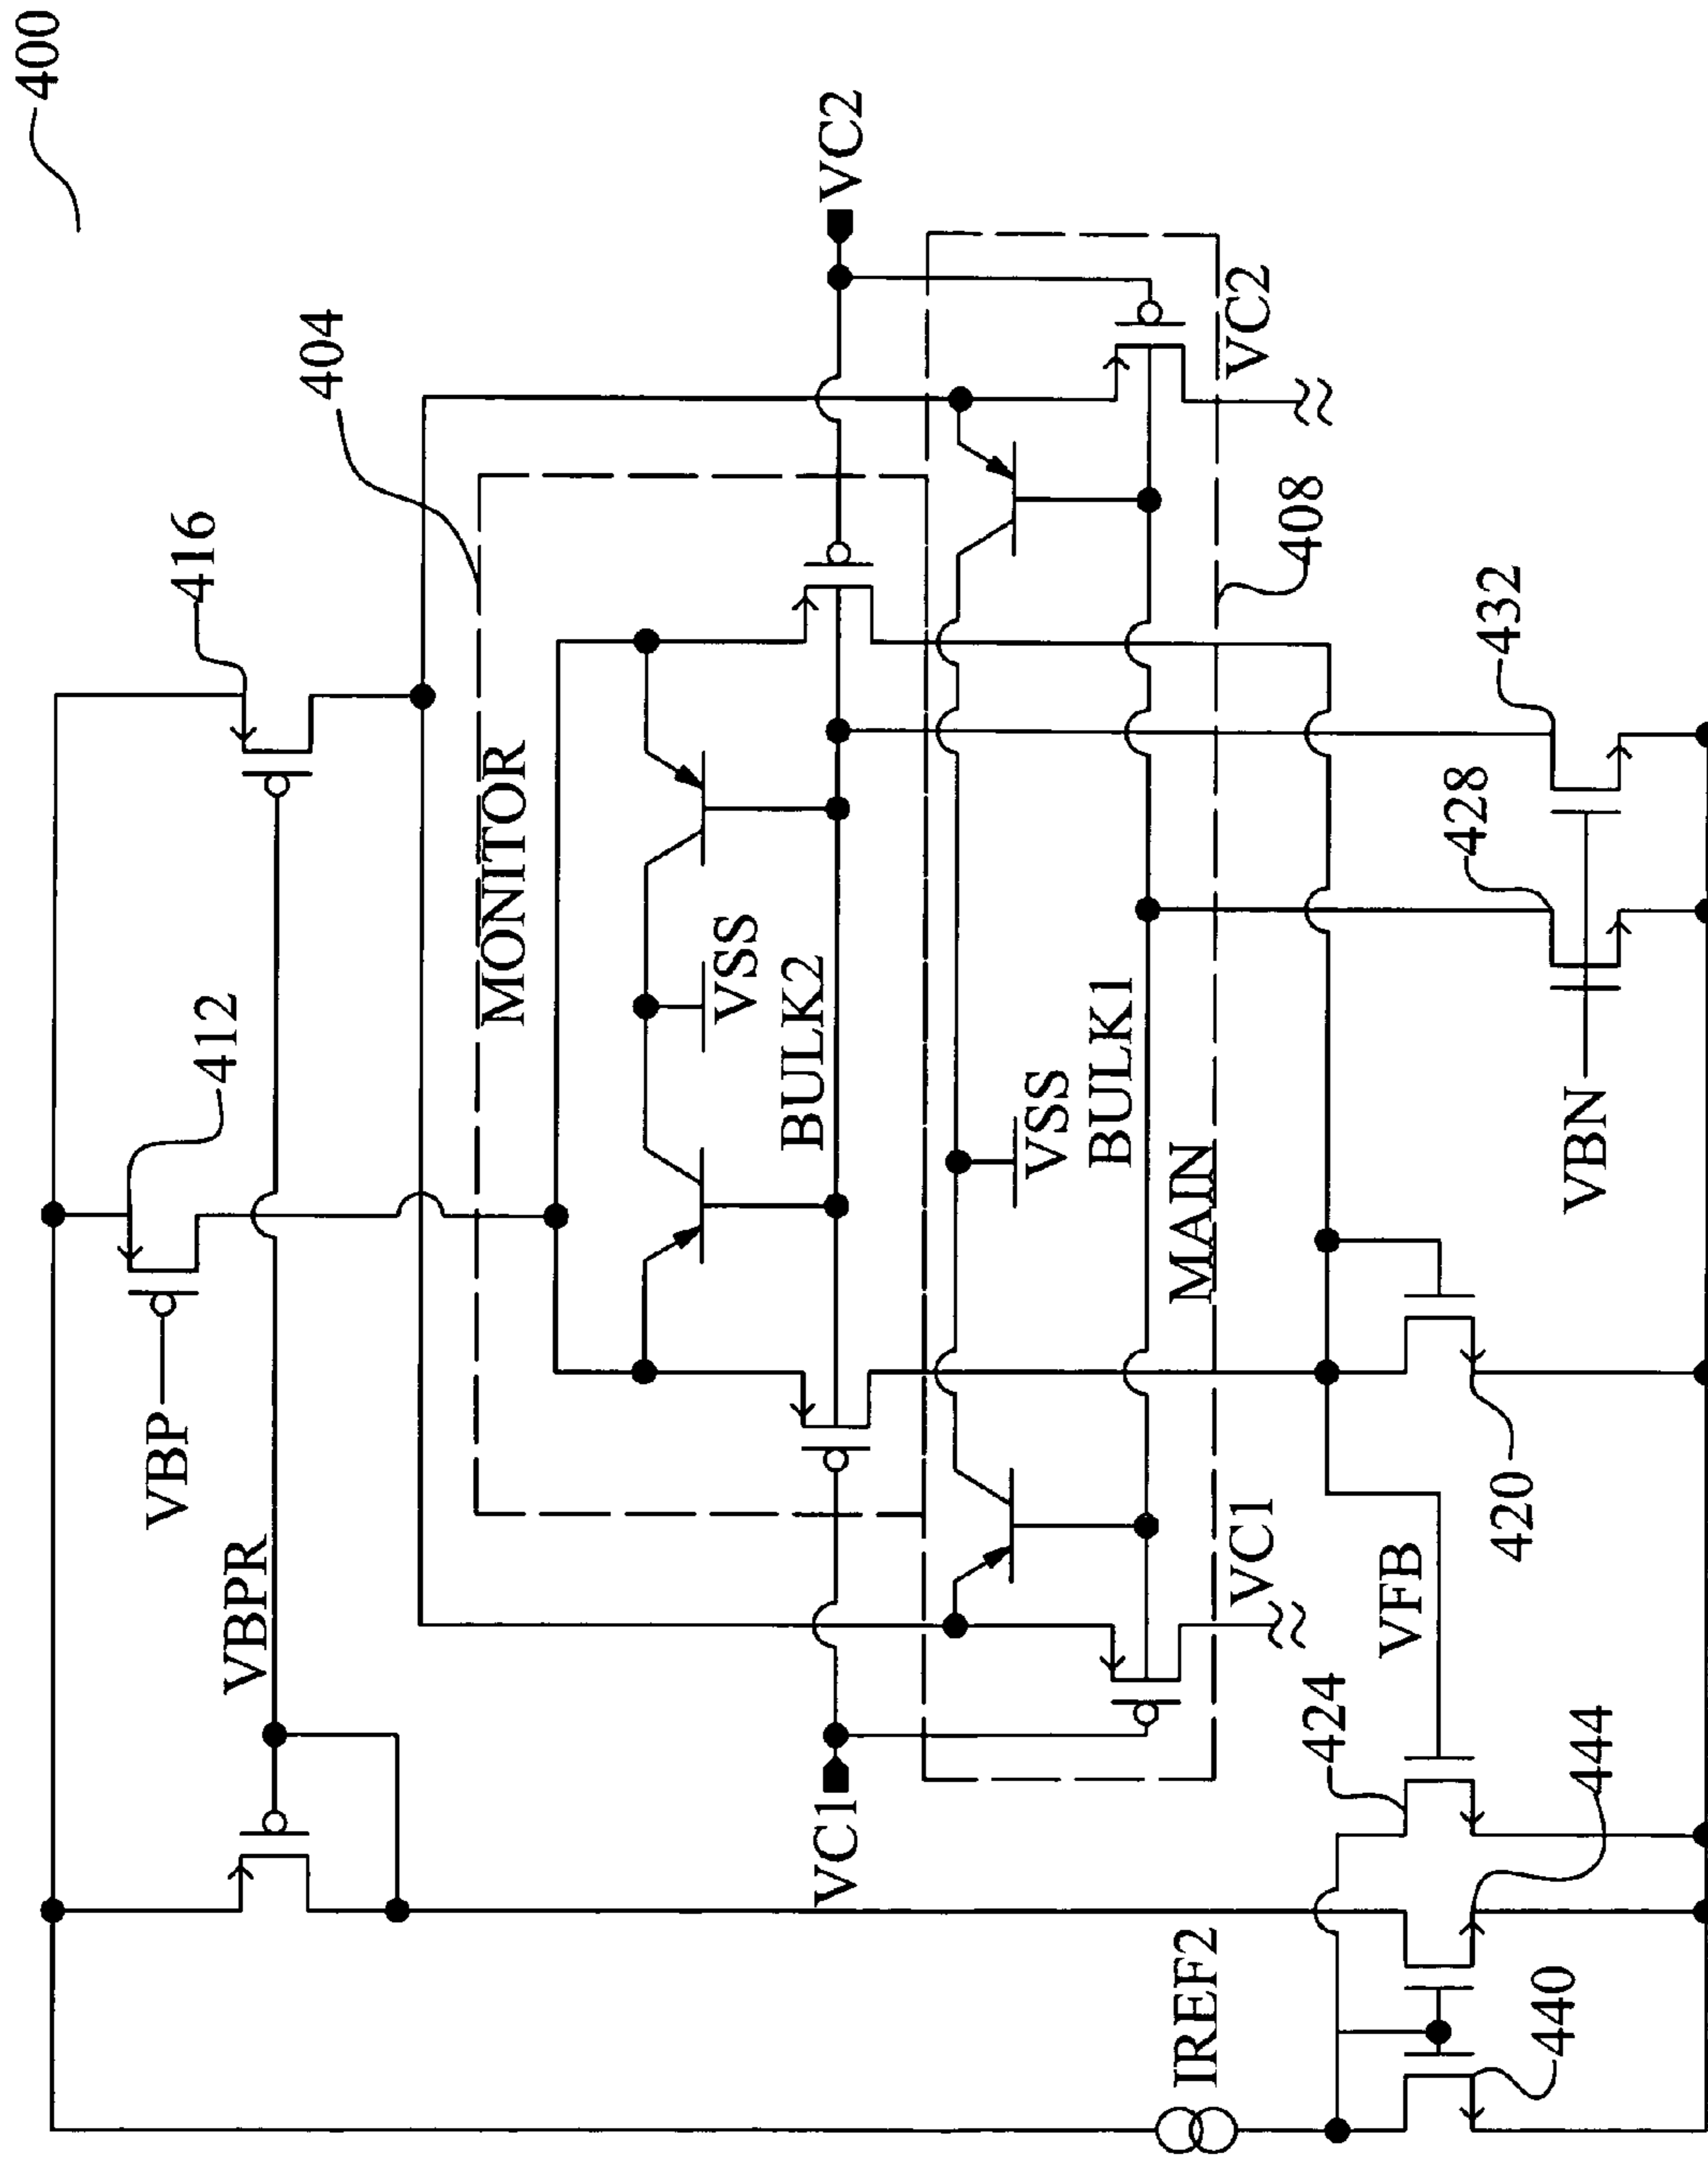 400
416
404
412
VBP
VBPR
MONITOR
VSS
BULK2
VC1
VC2
VSS
BULK1
MAIN
VC1
VC2
408
IREF2
424
444
440
VFB
420
VBN
428
432